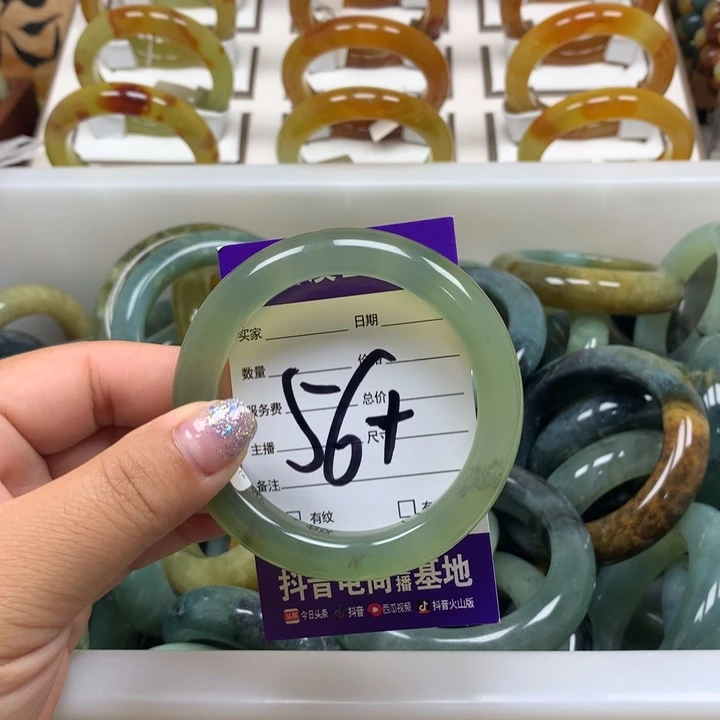 买家 日期
数量
服务费 总价
主播 尺寸
备注
56+
有纹 有
抖音电商直播基地
今日头条 抖音 西瓜视频 抖音火山版